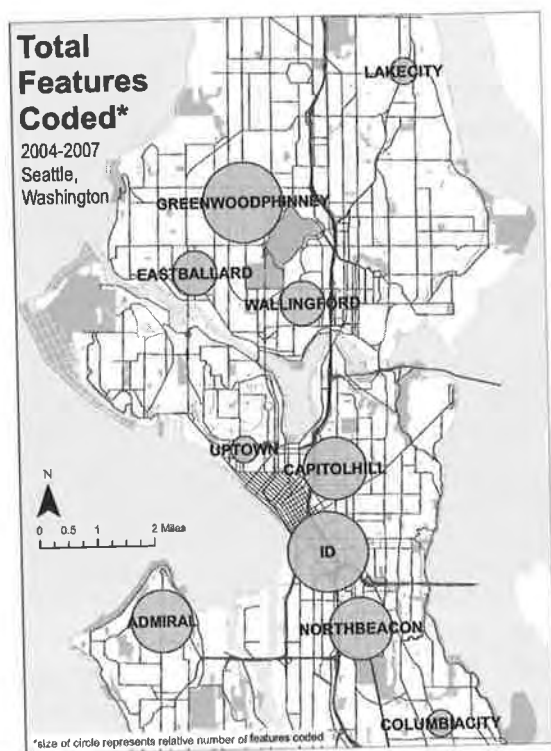 Total
Features
Coded*
2004-2007
Seattle,
Washington
LAKECITY
GREENWOODPHINNEY
EASTBALLARD
WALLINGFORD
UPTOWN
CAPITOLHILL
N
0 0.5 1 2 Miles
ID
ADMIRAL
NORTHBEACON
COLUMBIACITY
*size of circle represents relative number of features coded